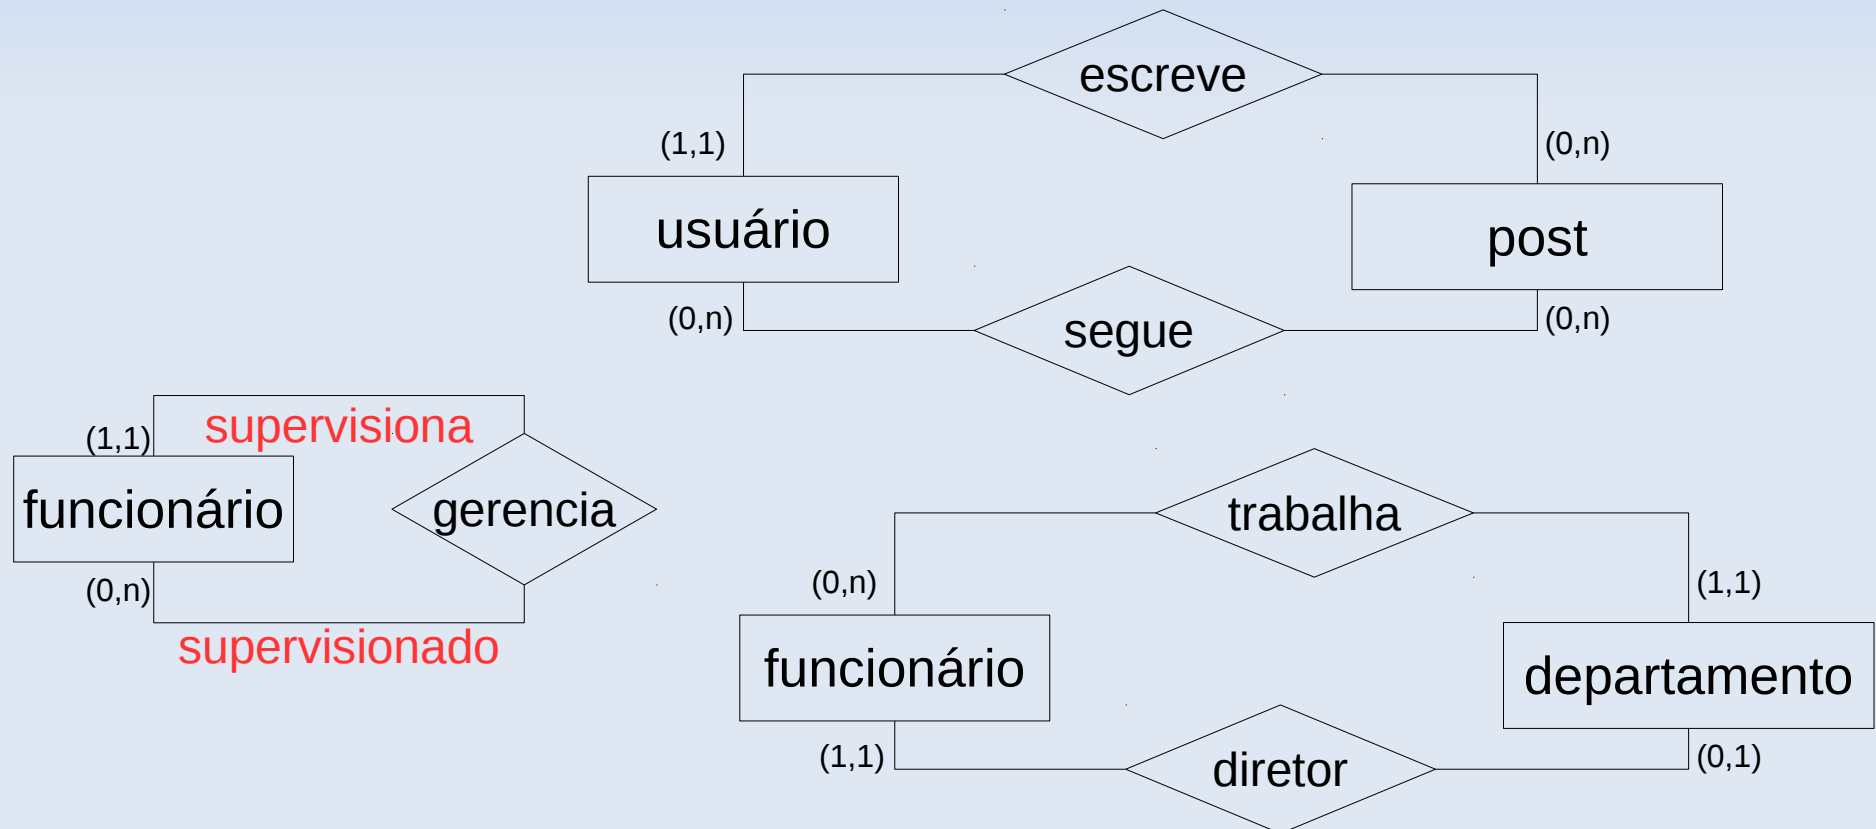 escreve
(1,1)
(0,n)
usuário
post
(0,n)
segue
(0,n)
supervisiona
(1,1)
funcionário
gerencia
(0,n)
supervisionado
trabalha
(0,n)
(1,1)
funcionário
departamento
(1,1)
diretor
(0,1)